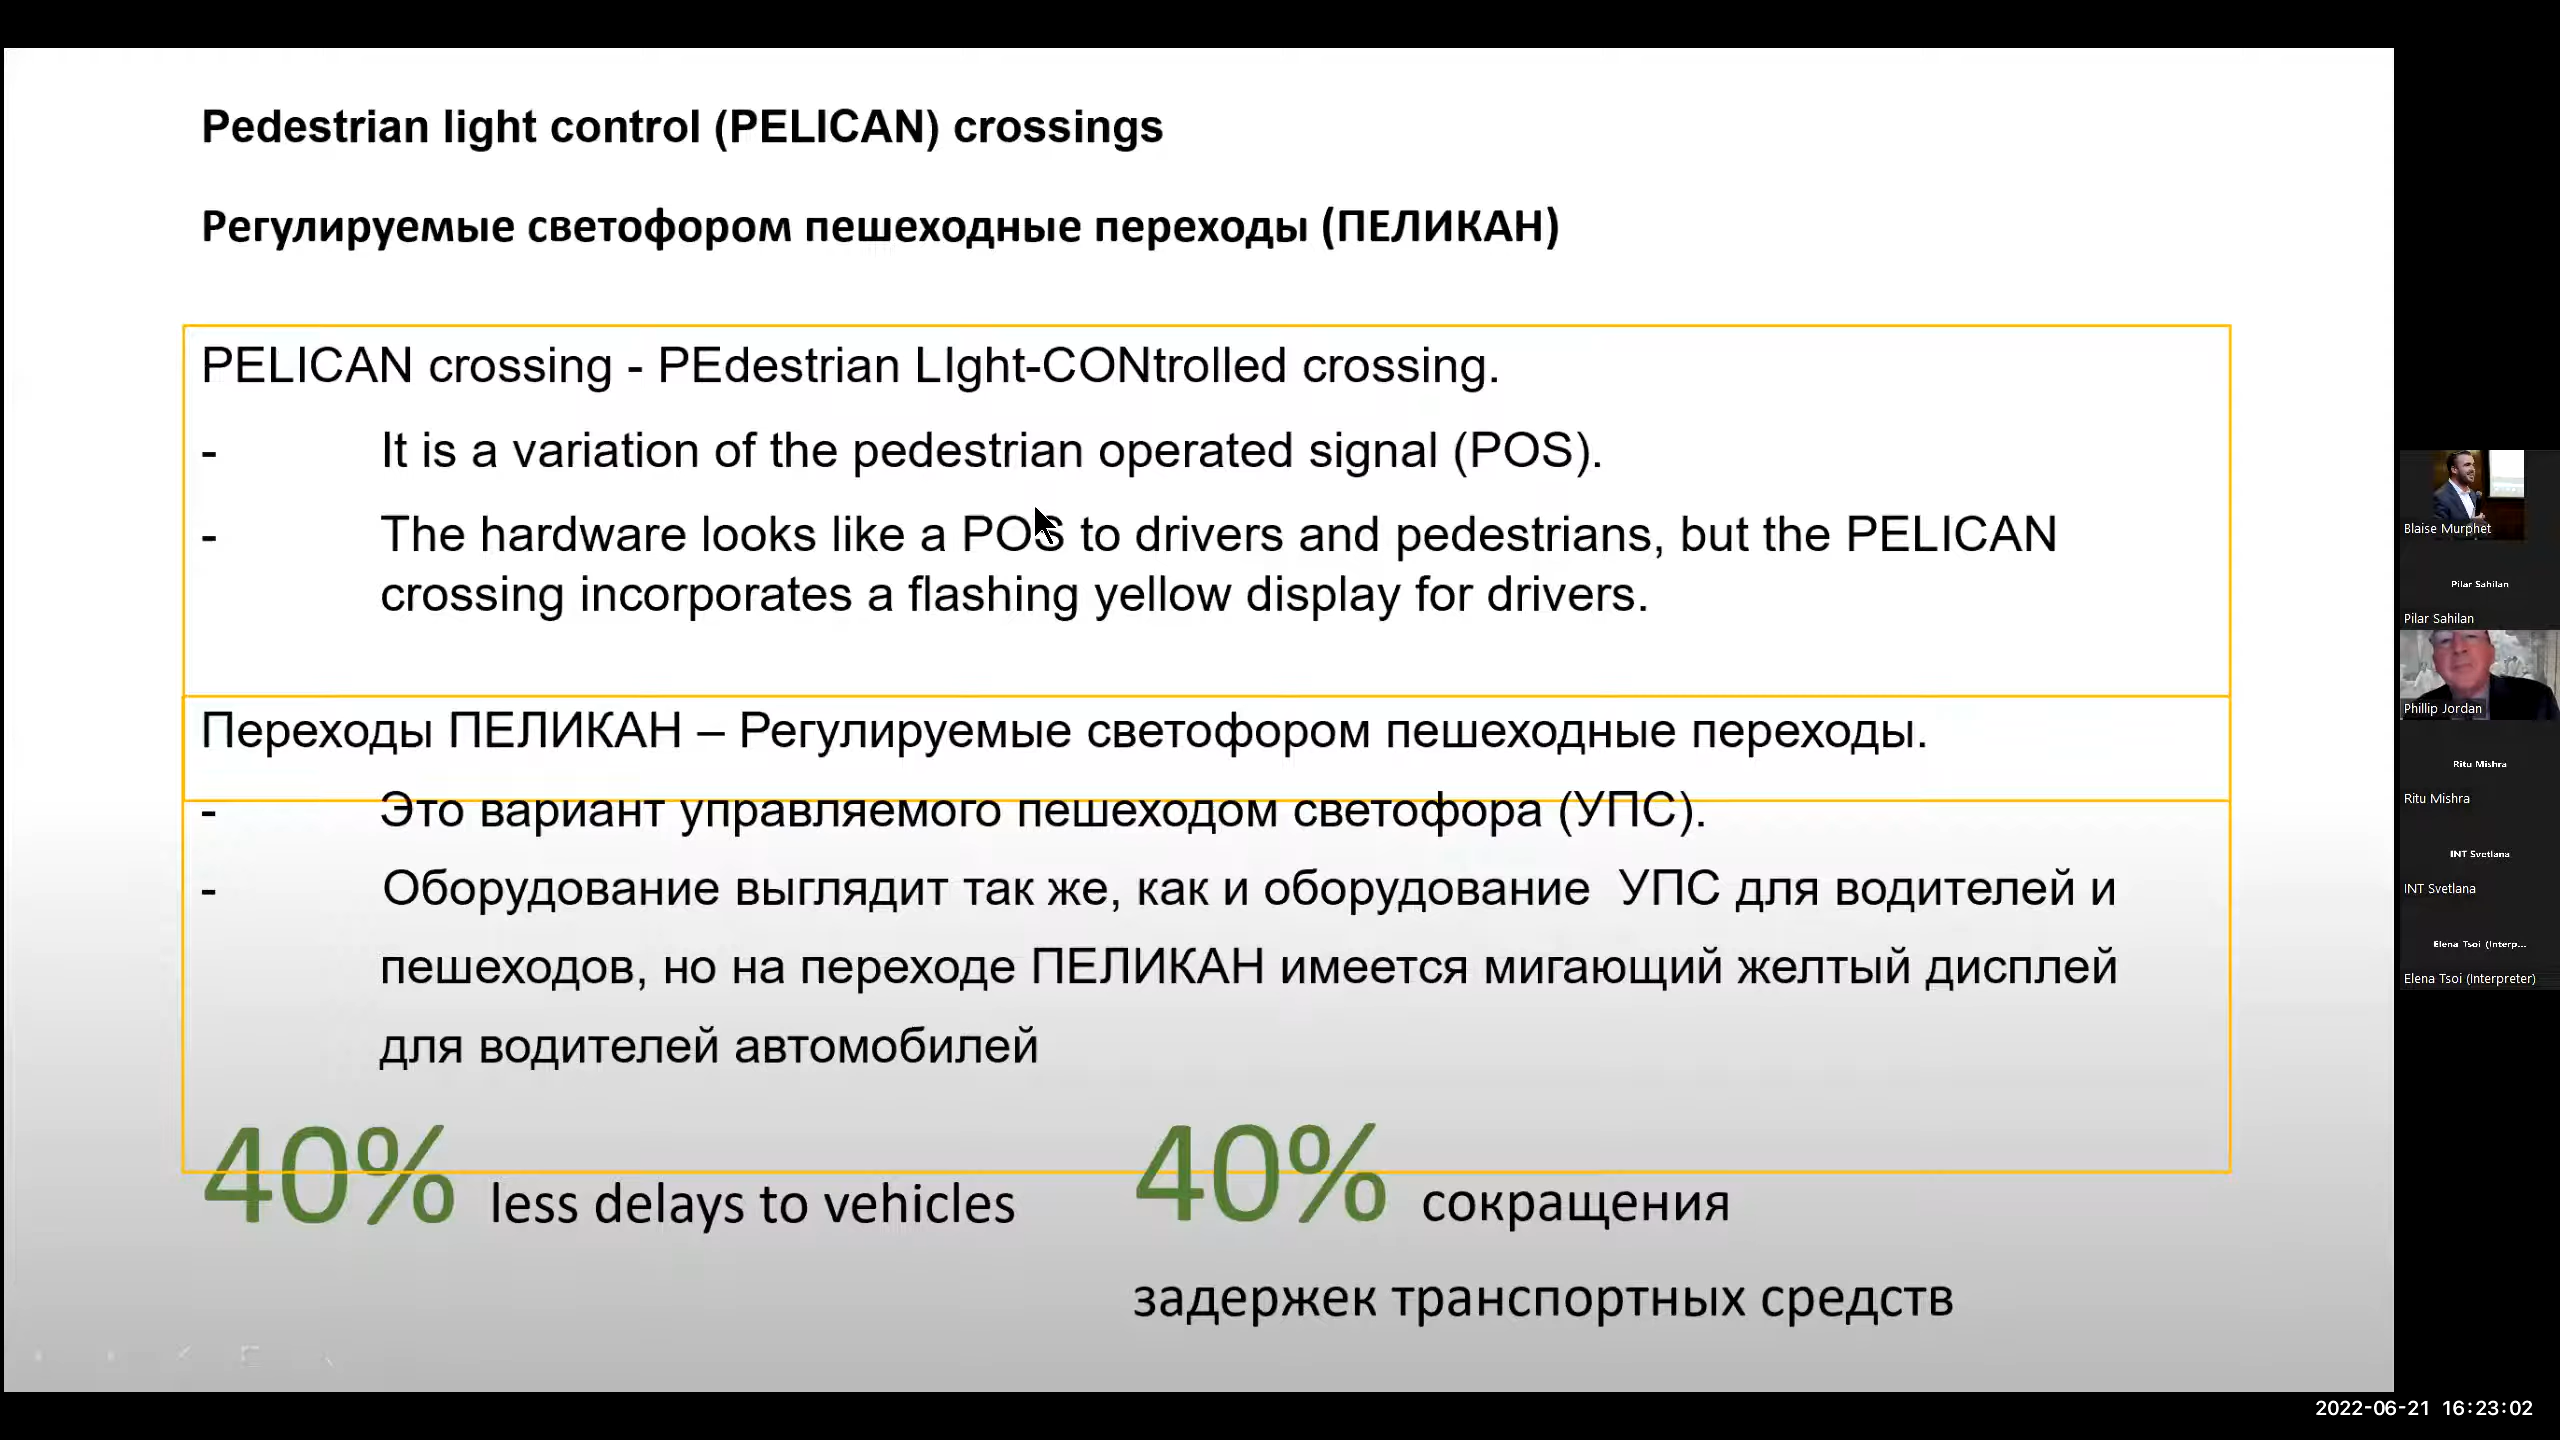 Pedestrian light control (PELICAN) crossings
Регулируемые светофором пешеходные переходы (ПЕЛИКАН)
PELICAN crossing - PEdestrian LIght-CONtrolled crossing.
- It is a variation of the pedestrian operated signal (POS).
- The hardware looks like a POS to drivers and pedestrians, but the PELICAN
crossing incorporates a flashing yellow display for drivers.
Переходы ПЕЛИКАН – Регулируемые светофором пешеходные переходы.
- Это вариант управляемого пешеходом светофора (УПС).
- Оборудование выглядит так же, как и оборудование УПС для водителей и
пешеходов, но на переходе ПЕЛИКАН имеется мигающий желтый дисплей
для водителей автомобилей
40% less delays to vehicles
40% сокращения
задержек транспортных средств
Blaise Murphet
Pilar Sahilan
Pilar Sahilan
Phillip Jordan
Ritu Mishra
Ritu Mishra
INT Svetlana
INT Svetlana
Elena Tsoi (Interp...
Elena Tsoi (Interpreter)
2022-06-21 16:23:02